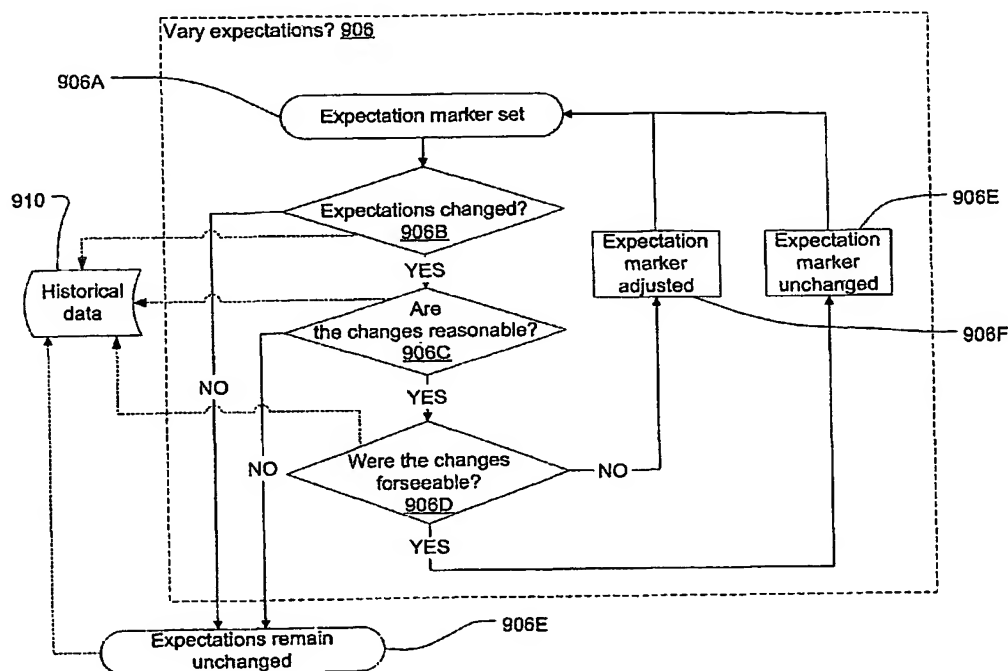 Vary expectations? 906
906A
Expectation marker set
910
Expectations changed?
906B
906E
Expectation
marker
adjusted
Expectation
marker
unchanged
YES
Historical
data
Are
the changes reasonable?
906C
906F
NO
YES
NO
Were the changes
forseeable?
906D
NO
YES
Expectations remain
unchanged
906E